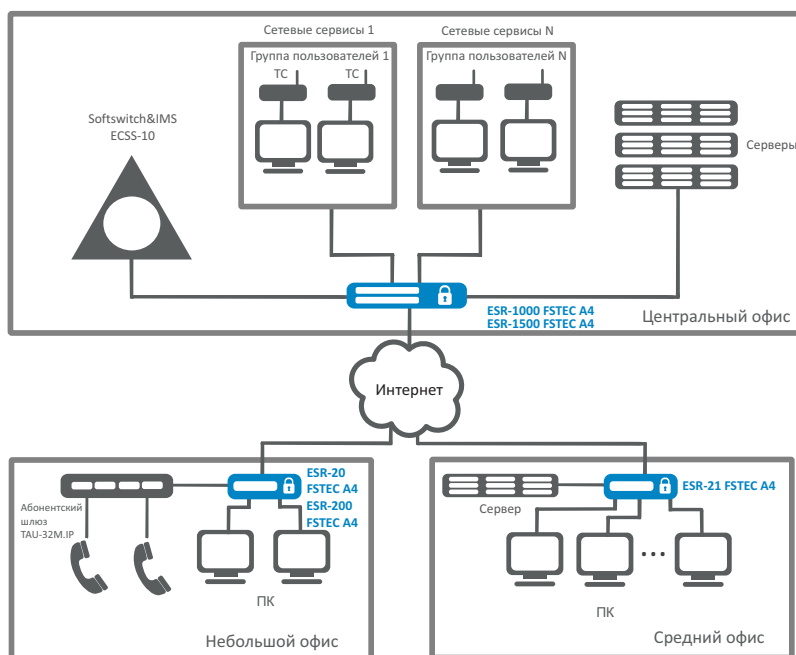 Сетевые сервисы 1
Сетевые сервисы N
Группа пользователей 1
Группа пользователей N
ТС
ТС
Softswitch&IMS
ECSS-10
Серверы
ESR-1000 FSTEC A4
ESR-1500 FSTEC A4
Центральный офис
Интернет
ESR-20
FSTEC A4
ESR-200
FSTEC A4
Абонентский
шлюз
TAU-32M.IP
ПК
Небольшой офис
ESR-21 FSTEC A4
Сервер
ПК
Средний офис